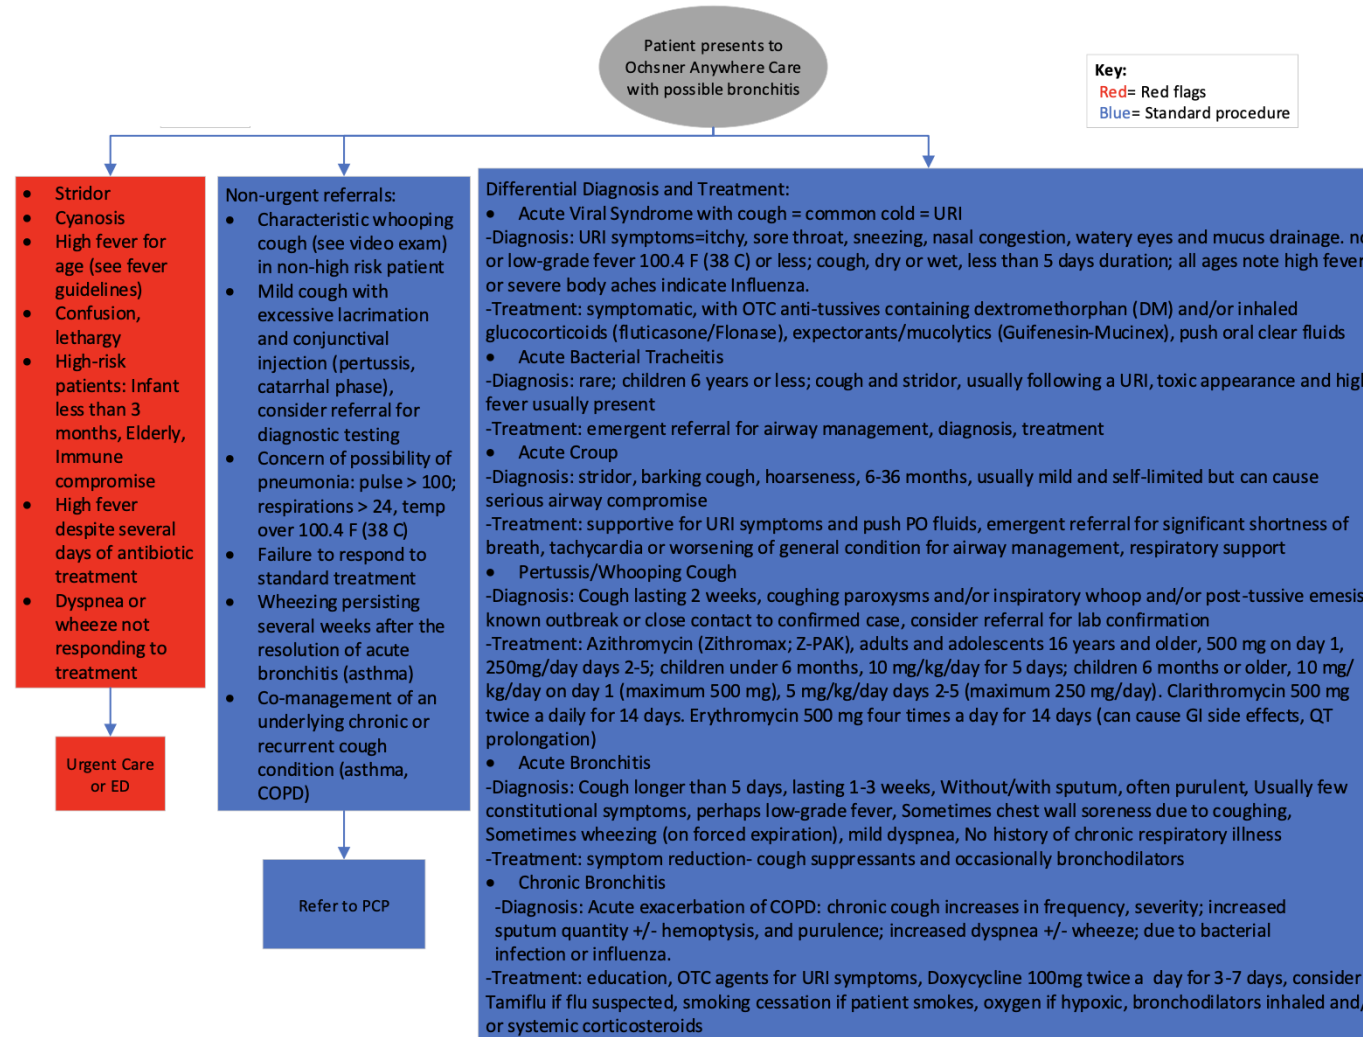 Patient presents to
Ochsner Anywhere Care
with possible bronchitis
Key:
Red= Red flags
Blue= Standard procedure
• Stridor
• Cyanosis
• High fever for
age (see fever
guidelines)
• Confusion,
lethargy
• High-risk
patients: Infant
less than 3
months, Elderly,
Immune
compromise
• High fever
despite several
days of antibiotic
treatment
• Dyspnea or
wheeze not
responding to
treatment
Urgent Care
or ED
Non-urgent referrals:
• Characteristic whooping
cough (see video exam)
in non-high risk patient
• Mild cough with
excessive lacrimation
and conjunctival
injection (pertussis,
catarrhal phase),
consider referral for
diagnostic testing
• Concern of possibility of
pneumonia: pulse > 100;
respirations > 24, temp
over 100.4 F (38 C)
• Failure to respond to
standard treatment
• Wheezing persisting
several weeks after the
resolution of acute
bronchitis (asthma)
• Co-management of an
underlying chronic or
recurrent cough
condition (asthma,
COPD)
Refer to PCP
Differential Diagnosis and Treatment:
• Acute Viral Syndrome with cough = common cold = URI
-Diagnosis: URI symptoms=itchy, sore throat, sneezing, nasal congestion, watery eyes and mucus drainage.
or low-grade fever 100.4 F (38 C) or less; cough, dry or wet, less than 5 days duration; all ages note high fever
or severe body aches indicate Influenza.
-Treatment: symptomatic, with OTC anti-tussives containing dextromethorphan (DM) and/or inhaled
glucocorticoids (fluticasone/Flonase), expectorants/mucolytics (Guifenesin-Mucinex), push oral clear fluids
• Acute Bacterial Tracheitis
-Diagnosis: rare; children 6 years or less; cough and stridor, usually following a URI, toxic appearance and
fever usually present
-Treatment: emergent referral for airway management, diagnosis, treatment
• Acute Croup
-Diagnosis: stridor, barking cough, hoarseness, 6-36 months, usually mild and self-limited but can cause
serious airway compromise
-Treatment: supportive for URI symptoms and push PO fluids, emergent referral for significant shortness of
breath, tachycardia or worsening of general condition for airway management, respiratory support
• Pertussis/Whooping Cough
-Diagnosis: Cough lasting 2 weeks, coughing paroxysms and/or inspiratory whoop and/or post-tussive emesis
known outbreak or close contact to confirmed case, consider referral for lab confirmation
-Treatment: Azithromycin (Zithromax; Z-PAK), adults and adolescents 16 years and older, 500 mg on day 1,
250mg/day days 2-5; children under 6 months, 10 mg/kg/day for 5 days; children 6 months or older, 10 mg/
kg/day on day 1 (maximum 500 mg), 5 mg/kg/day days 2-5 (maximum 250 mg/day). Clarithromycin 500 mg
twice a daily for 14 days. Erythromycin 500 mg four times a day for 14 days (can cause GI side effects, QT
prolongation)
• Acute Bronchitis
-Diagnosis: Cough longer than 5 days, lasting 1-3 weeks, Without/with sputum, often purulent, Usually few
constitutional symptoms, perhaps low-grade fever, Sometimes chest wall soreness due to coughing,
Sometimes wheezing (on forced expiration), mild dyspnea, No history of chronic respiratory illness
-Treatment: symptom reduction- cough suppressants and occasionally bronchodilators
• Chronic Bronchitis
-Diagnosis: Acute exacerbation of COPD: chronic cough increases in frequency, severity; increased
sputum quantity +/- hemoptysis, and purulence; increased dyspnea +/- wheeze; due to bacterial
infection or influenza.
-Treatment: education, OTC agents for URI symptoms, Doxycycline 100mg twice a day for 3-7 days, consider
Tamiflu if flu suspected, smoking cessation if patient smokes, oxygen if hypoxic, bronchodilators inhaled and/
or systemic corticosteroids